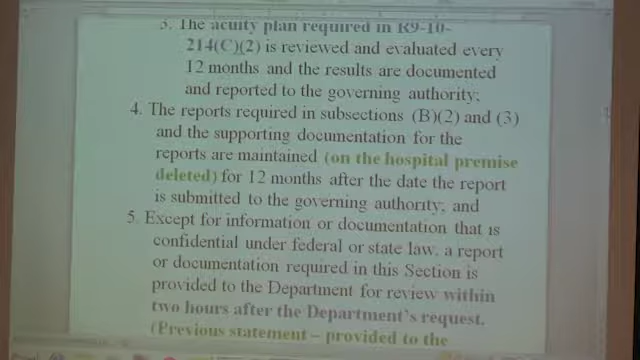 3. The acuity plan required in R9-10-
214(C)(2) is reviewed and evaluated every
12 months and the results are documented
and reported to the governing authority;
4. The reports required in subsections (B)(2) and (3)
and the supporting documentation for the
reports are maintained (on the hospital premise
deleted) for 12 months after the date the report
is submitted to the governing authority; and
5. Except for information or documentation that is
confidential under federal or state law, a report
or documentation required in this Section is
provided to the Department for review within
two hours after the Department's request.
(Previous statement – provided to the